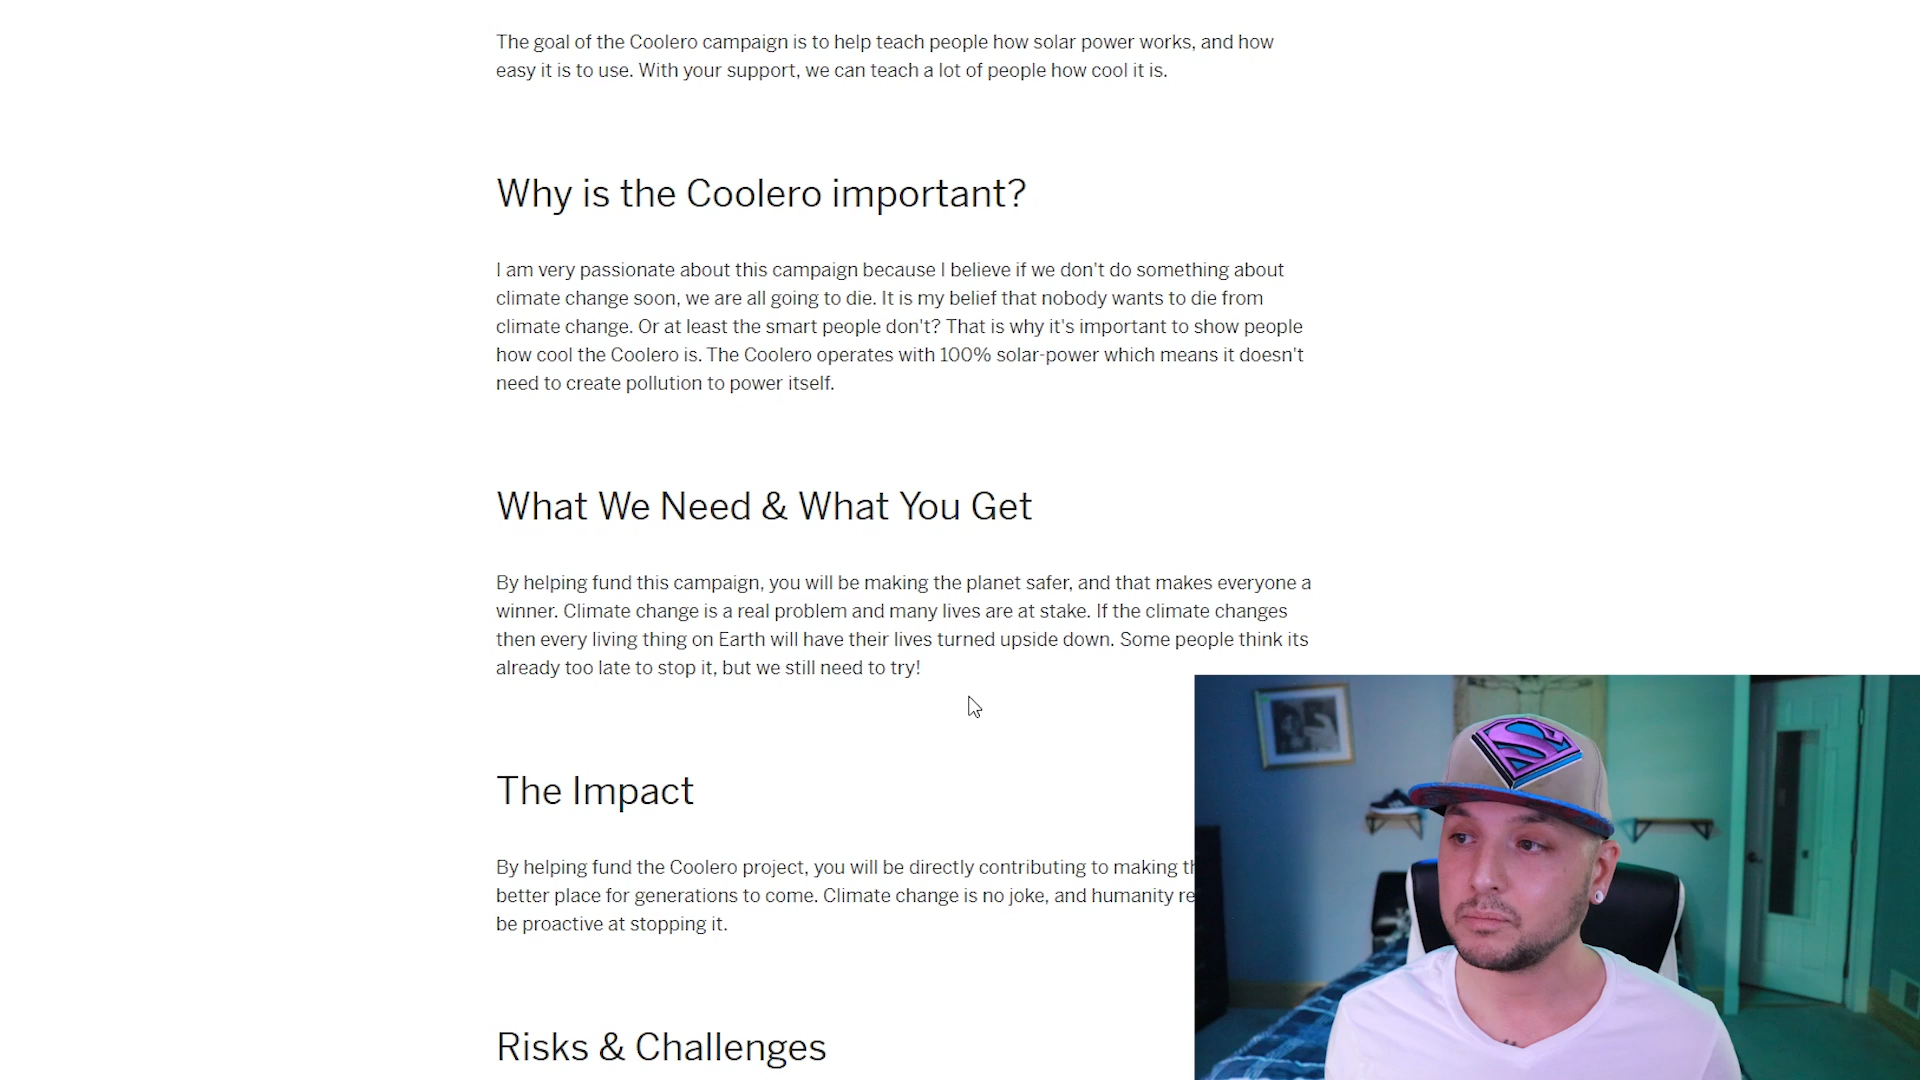 The goal of the Coolero campaign is to help teach people how solar power works, and how
easy it is to use. With your support, we can teach a lot of people how cool it is.
Why is the Coolero important?
I am very passionate about this campaign because I believe if we don't do something about
climate change soon, we are all going to die. It is my belief that nobody wants to die from
climate change. Or at least the smart people don't? That is why it's important to show people
how cool the Coolero is. The Coolero operates with 100% solar-power which means it doesn't
need to create pollution to power itself.
What We Need & What You Get
By helping fund this campaign, you will be making the planet safer, and that makes everyone a
winner. Climate change is a real problem and many lives are at stake. If the climate changes
then every living thing on Earth will have their lives turned upside down. Some people think its
already too late to stop it, but we still need to try!
The Impact
By helping fund the Coolero project, you will be directly contributing to making
better place for generations to come. Climate change is no joke, and humanity
be proactive at stopping it.
Risks & Challenges